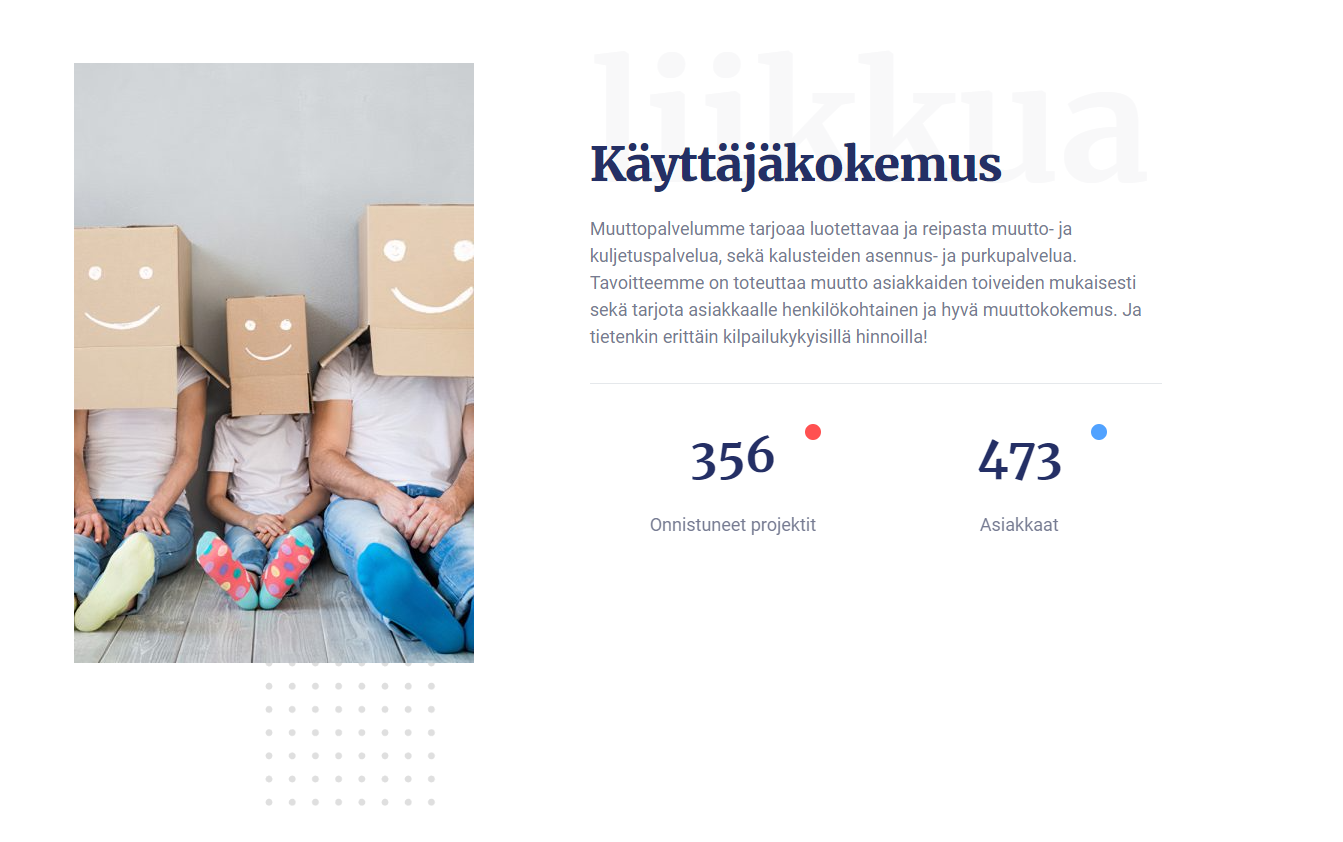 liikkua
Käyttäjäkokemus
Muuttopalvelumme tarjoaa luotettavaa ja reipasta muutto- ja
kuljetuspalvelua, sekä kalusteiden asennus- ja purkupalvelua.
Tavoitteemme on toteuttaa muutto asiakkaiden toiveiden mukaisesti
sekä tarjota asiakkaalle henkilökohtainen ja hyvä muuttokokemus. Ja
tietenkin erittäin kilpailukykyisillä hinnoilla!
356
473
Onnistuneet projektit
Asiakkaat